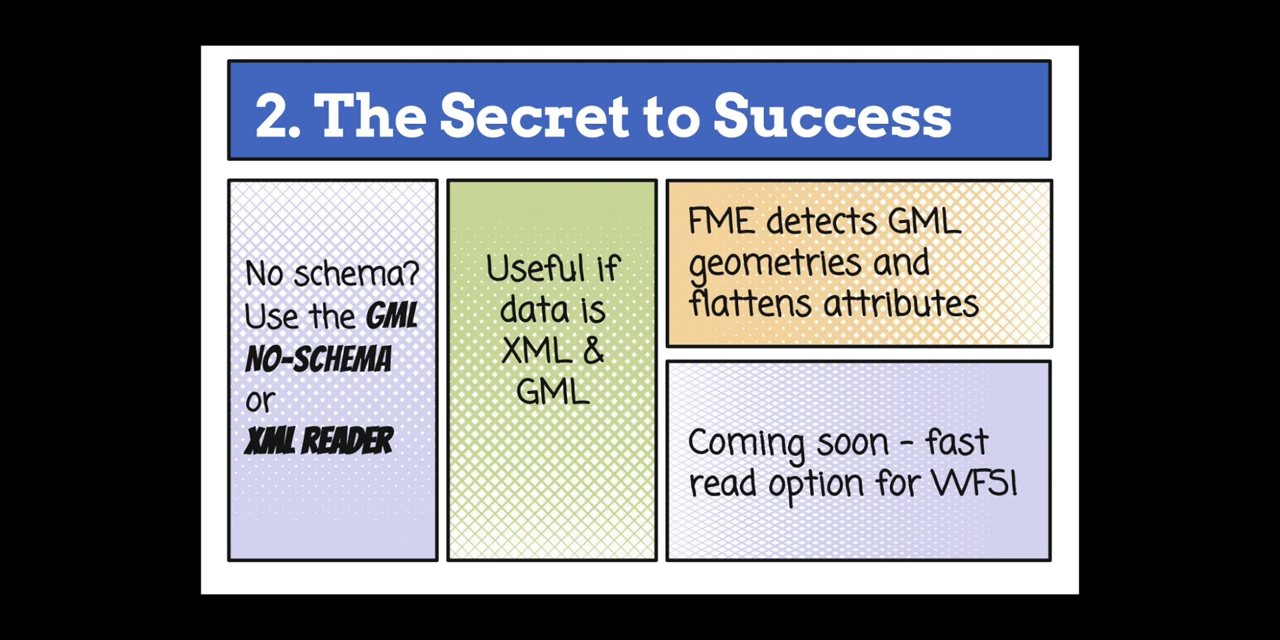 2. The Secret to Success
No schema?
Use the GML
NO-SCHEMA
or
XML READER
Useful if
data is
XML &
GML
FME detects GML
geometries and
flattens attributes
Coming soon - fast
read option for WFS!